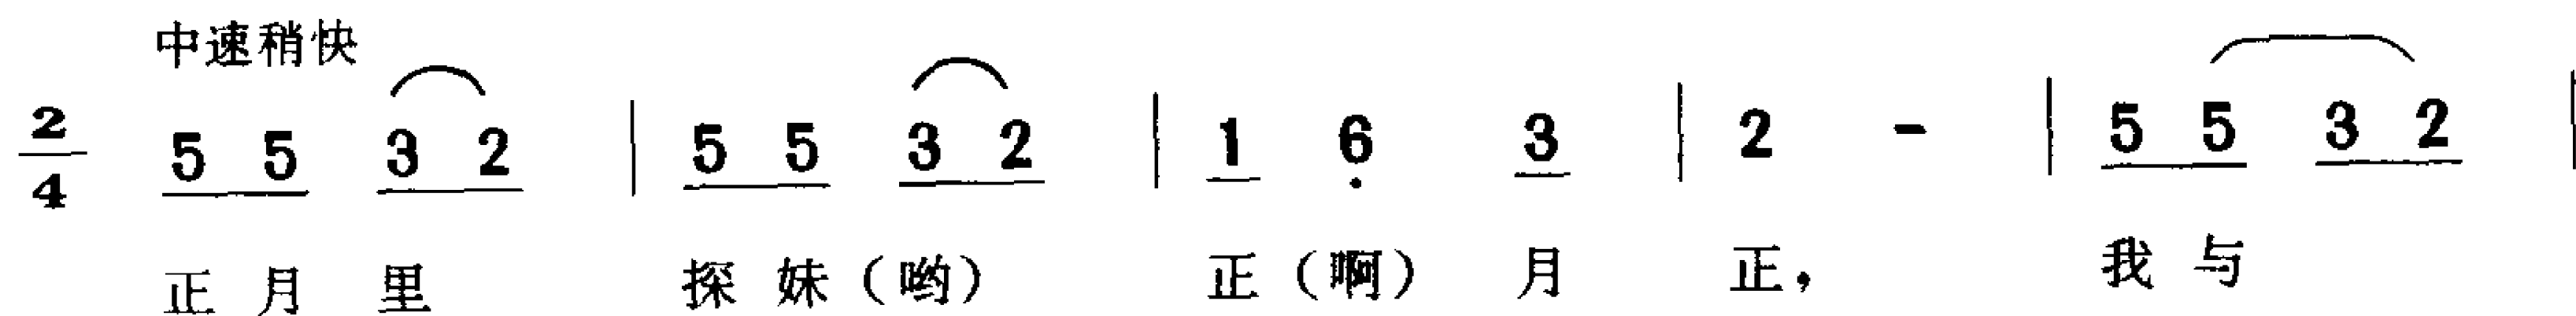 中速稍快
2/4 5 5 3 2 | 5 5 3 2 | 1 6 3 | 2 - | 5 5 3 2 |
正月里 探妹(哟) 正(啊)月 正, 我与